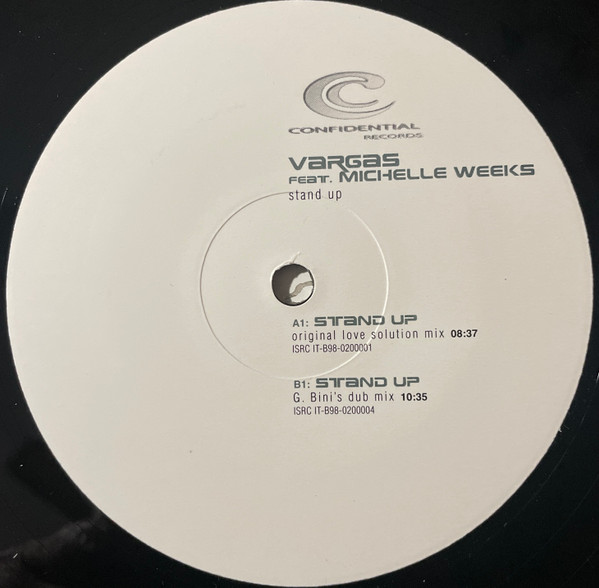 CONFIDENTIAL
RECORDS
VARGAS
FEAT. MICHELLE WEEKS
stand up
A1: STAND UP
original love solution mix 08:37
ISRC IT-B98-0200001
B1: STAND UP
G. Bini's dub mix 10:35
ISRC IT-B98-0200004